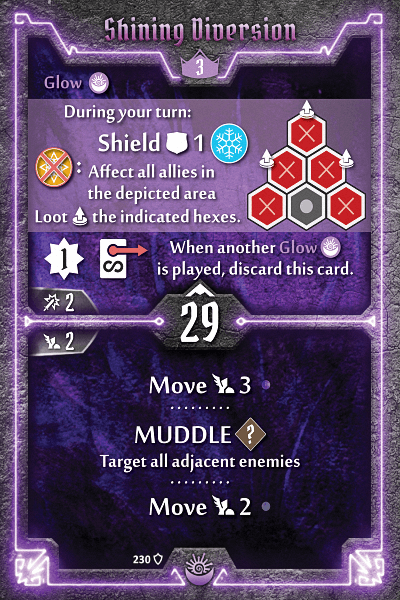 Shining Diversion
3
Glow
During your turn:
Shield 1
: Affect all allies in
the depicted area
Loot the indicated hexes.
1
S
When another Glow
is played, discard this card.
2
29
2
Move 3
MUDDLE ?
Target all adjacent enemies
Move 2
230